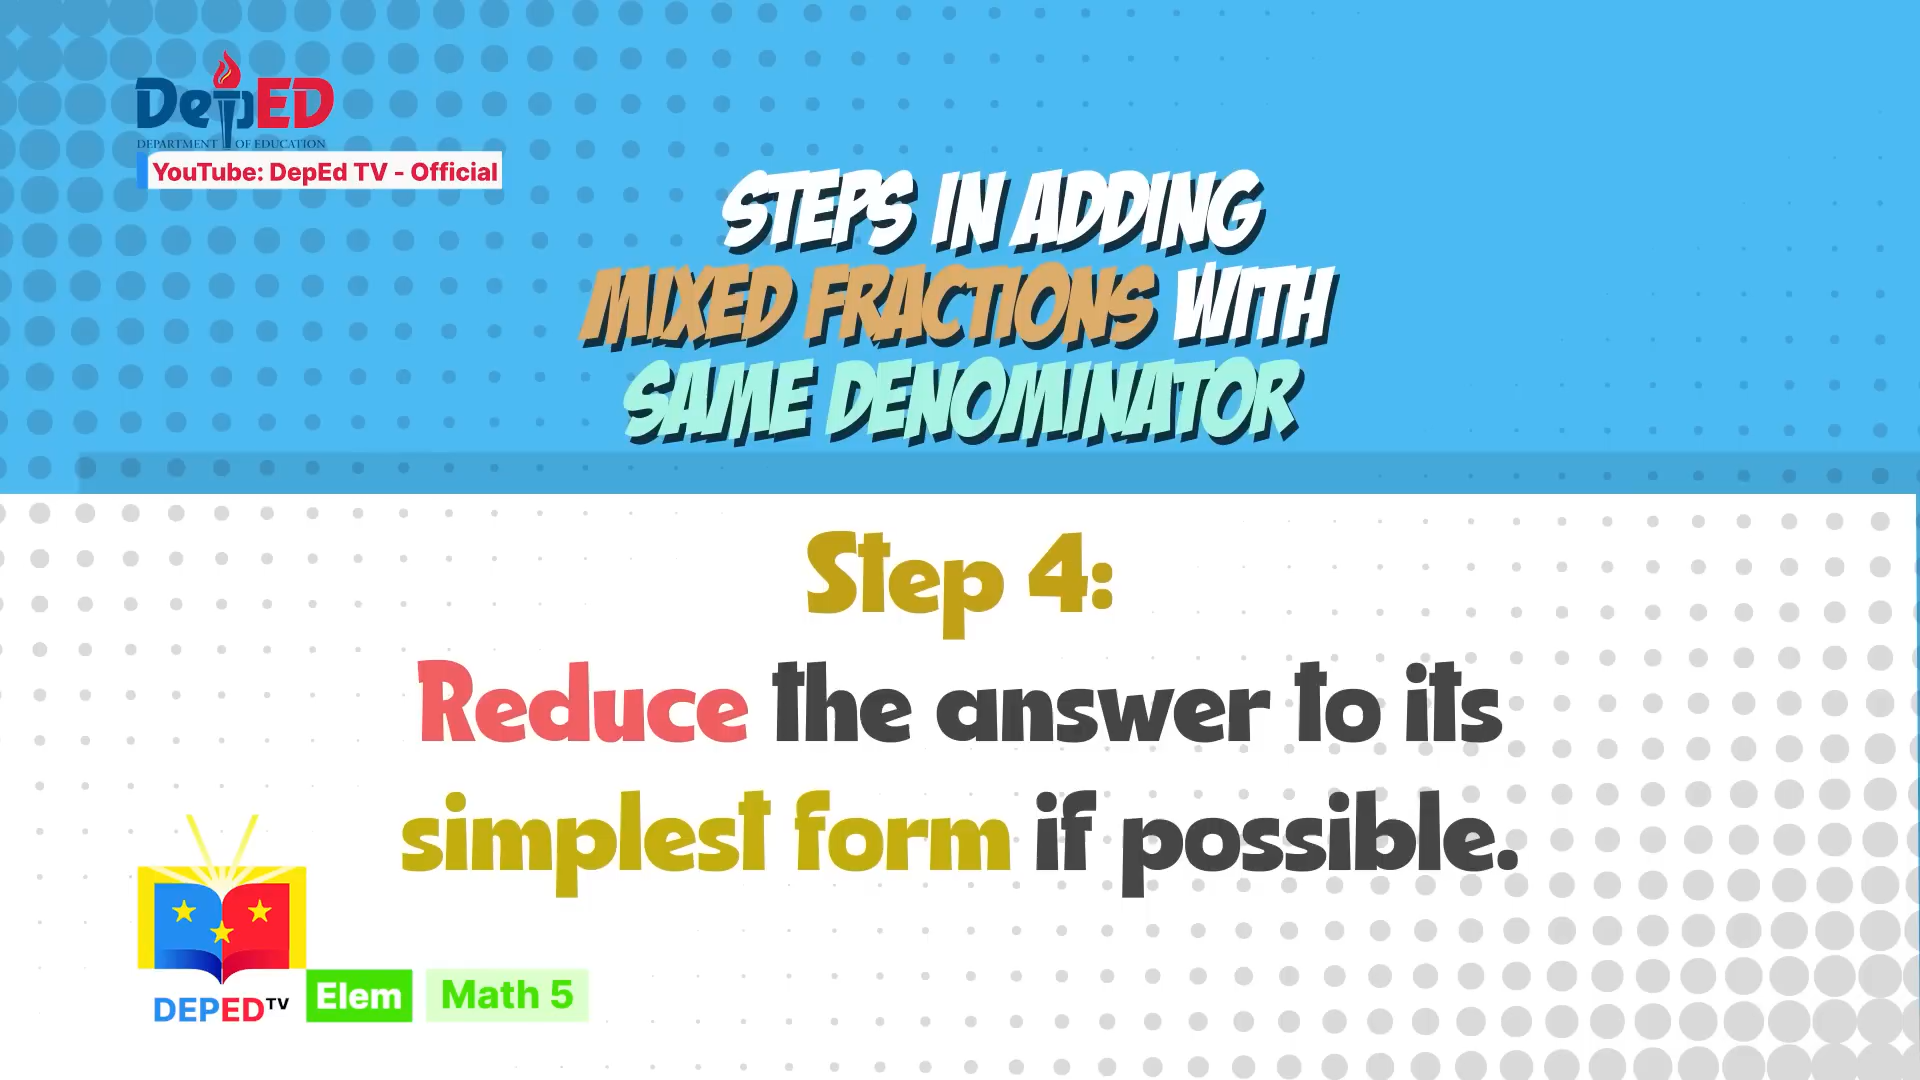 DepED
DEPARTMENT OF EDUCATION
YouTube: DepEd TV - Official
STEPS IN ADDING
MIXED FRACTIONS WITH
SAME DENOMINATOR
Step 4:
Reduce the answer to its
simplest form if possible.
DEPED TV
Elem
Math 5